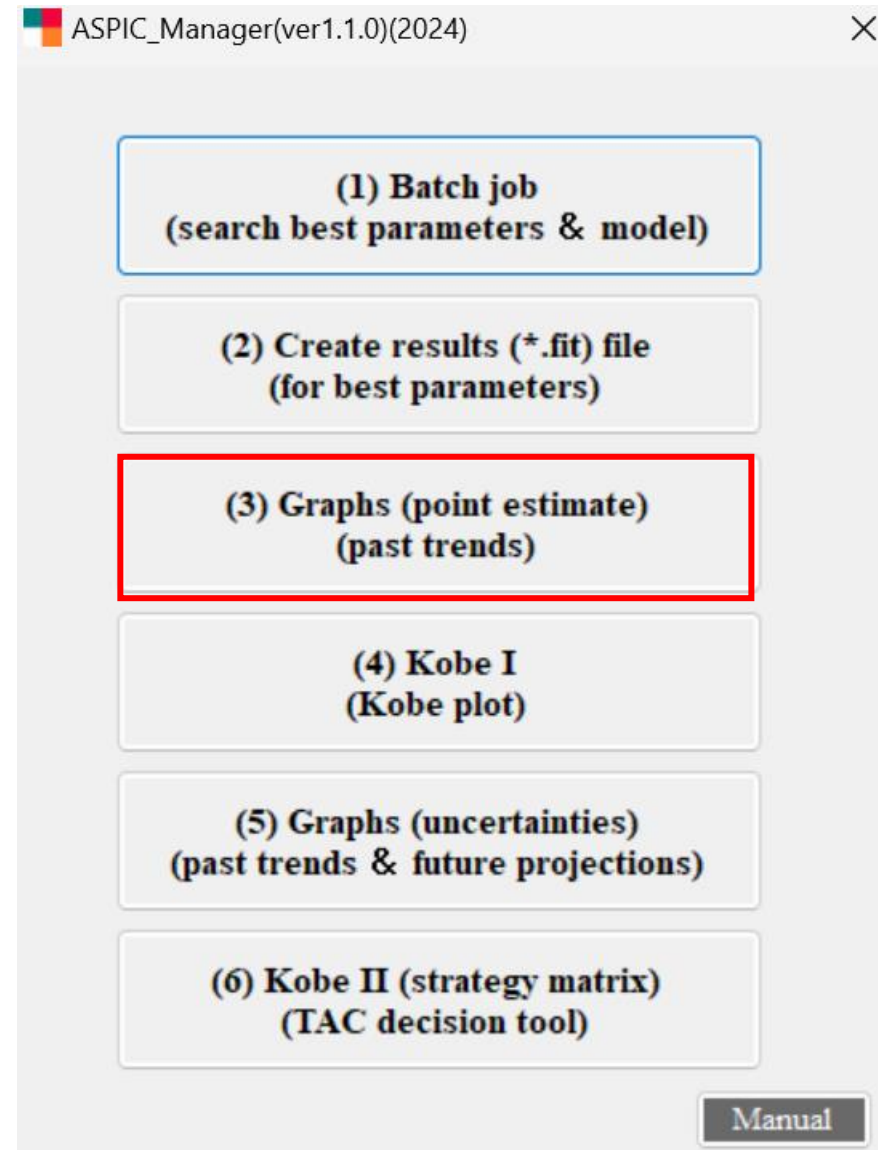 ASPIC_Manager(ver1.1.0)(2024)
(1) Batch job
(search best parameters & model)
(2) Create results (*.fit) file
(for best parameters)
(3) Graphs (point estimate)
(past trends)
(4) Kobe I
(Kobe plot)
(5) Graphs (uncertainties)
(past trends & future projections)
(6) Kobe II (strategy matrix)
(TAC decision tool)
Manual